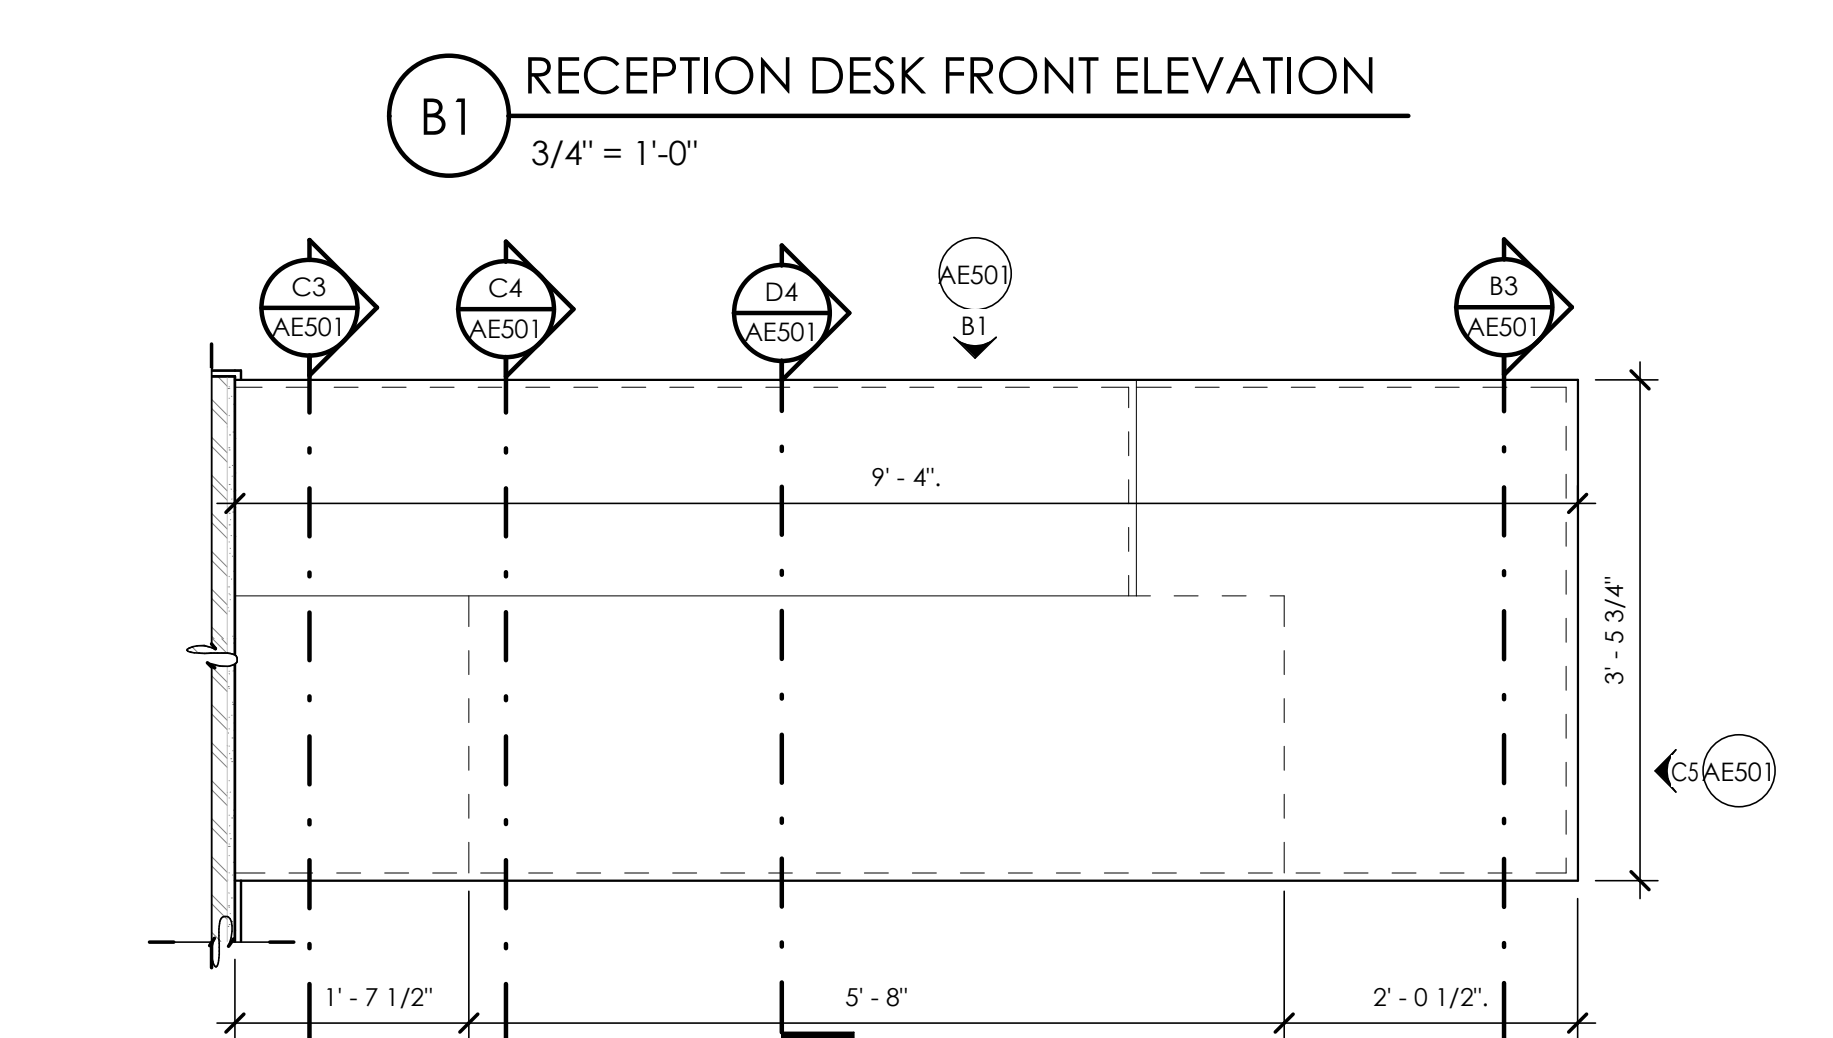 RECEPTION DESK FRONT ELEVATION
B1
3/4" = 1'-0"
C3
AE501
C4
AE501
D4
AE501
AE501
B1
B3
AE501
9' - 4".
3' - 5 3/4"
C5 AE501
1' - 7 1/2"
5' - 8"
2' - 0 1/2".